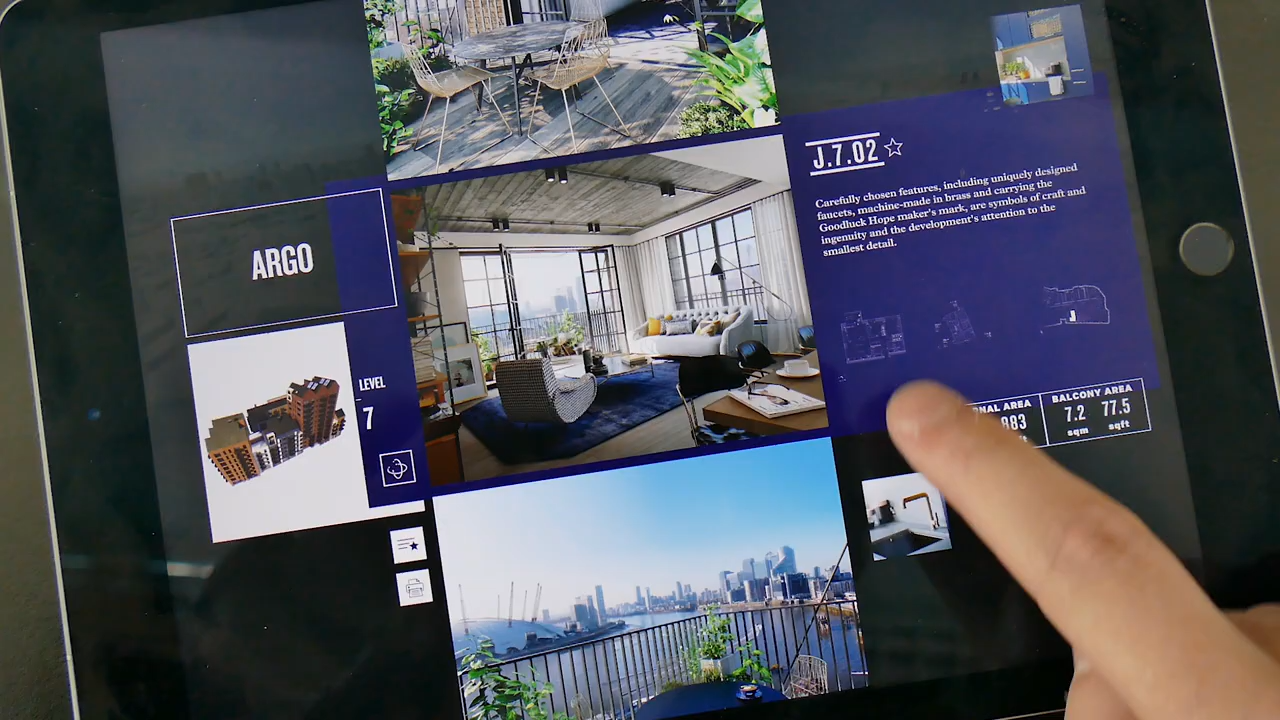 ARGO
LEVEL
7
J.7.02
Carefully chosen features, including uniquely designed
faucets, machine-made in brass and carrying the
Goodluck Hope maker's mark, are symbols of craft and
ingenuity and the development's attention to the
smallest detail.
AREA
883
BALCONY AREA
7.2 77.5
sqm sqft